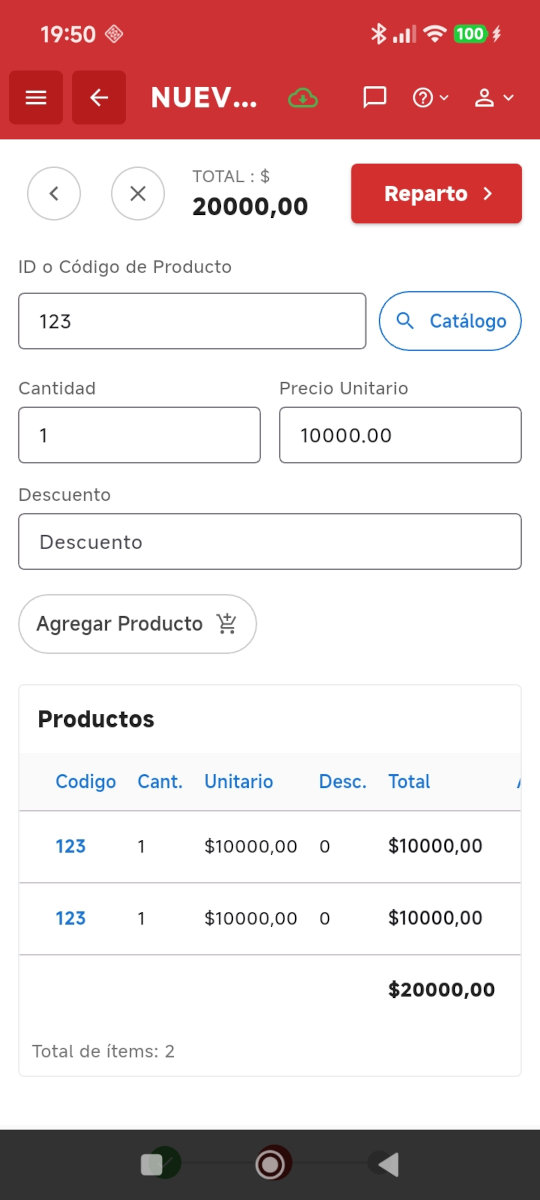 19:50 100
NUEV...
TOTAL : $
20000,00
Reparto
ID o Código de Producto
123
Catálogo
Cantidad Precio Unitario
1 10000.00
Descuento
Descuento
Agregar Producto
Productos
Codigo Cant. Unitario Desc. Total
123 1 $10000,00 0 $10000,00
123 1 $10000,00 0 $10000,00
$20000,00
Total de ítems: 2